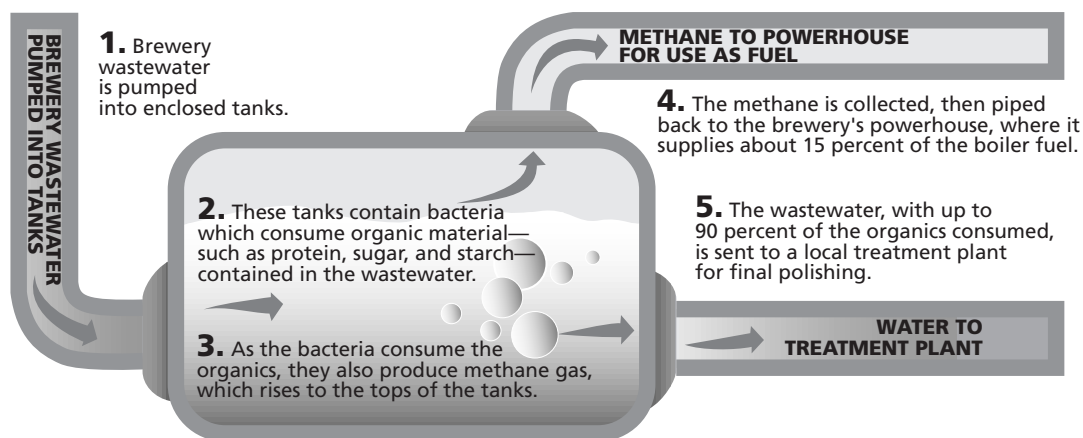 BREWERY WASTEWATER
PUMPED INTO TANKS
1. Brewery
wastewater
is pumped
into enclosed tanks.
2. These tanks contain bacteria
which consume organic material—
such as protein, sugar, and starch—
contained in the wastewater.
3. As the bacteria consume the
organics, they also produce methane gas,
which rises to the tops of the tanks.
METHANE TO POWERHOUSE
FOR USE AS FUEL
4. The methane is collected, then piped
back to the brewery's powerhouse, where it
supplies about 15 percent of the boiler fuel.
5. The wastewater, with up to
90 percent of the organics consumed,
is sent to a local treatment plant
for final polishing.
WATER TO
TREATMENT PLANT